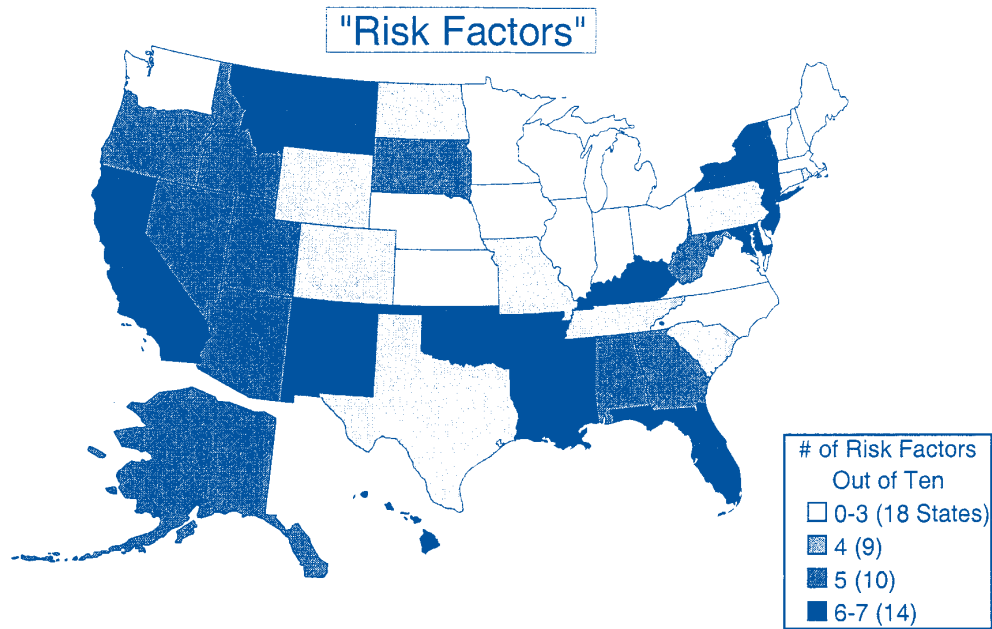 "Risk Factors"
# of Risk Factors
Out of Ten
0-3 (18 States)
4 (9)
5 (10)
6-7 (14)